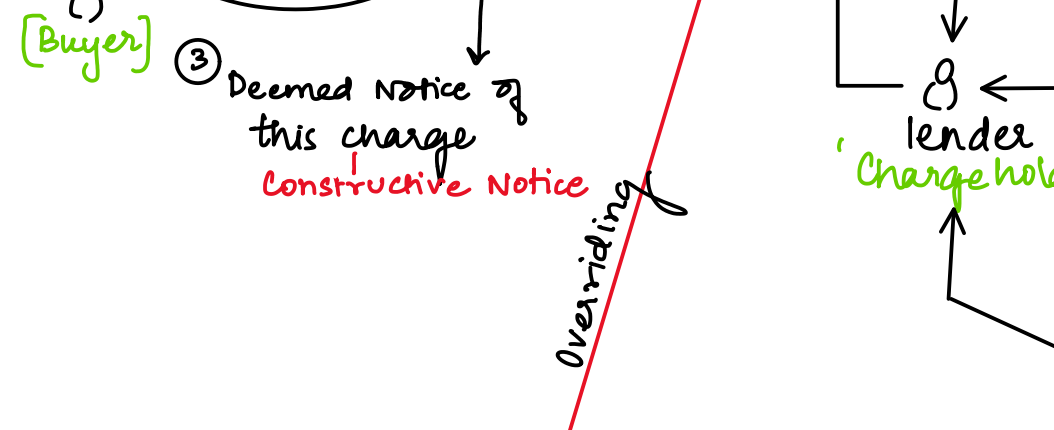 [Buyer]
3
Deemed Notice of
this charge
Constructive Notice
Overriding
lender
Chargehol